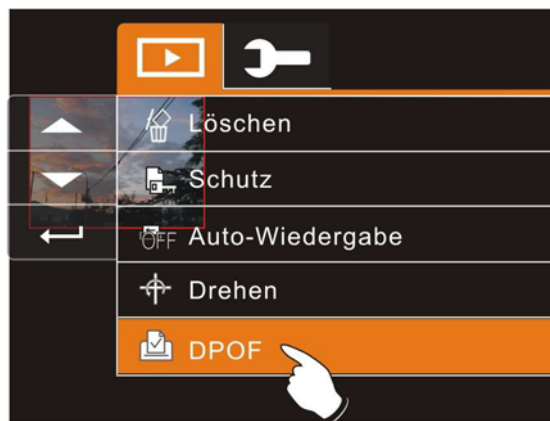 Löschen
Schutz
OFF Auto-Wiedergabe
Drehen
DPOF